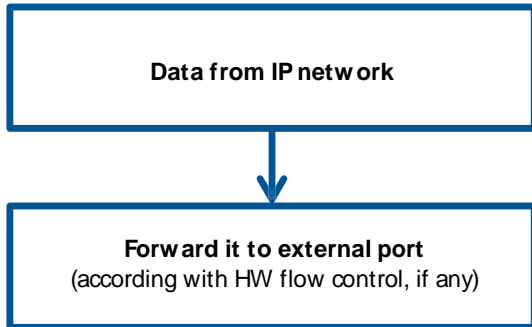 Data from IP network
Forward it to external port
(according with HW flow control, if any)